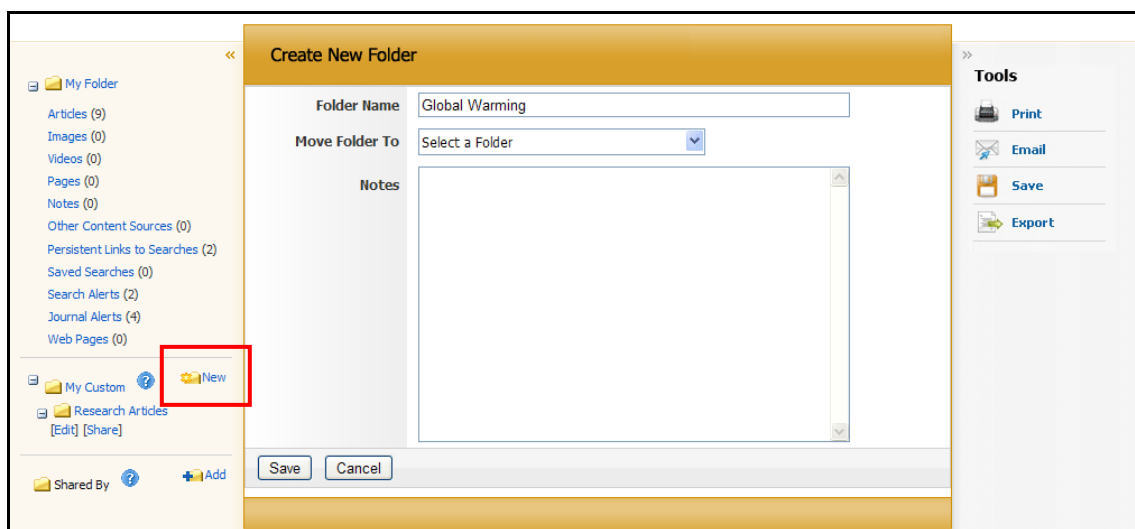 «
My Folder
Articles (9)
Images (0)
Videos (0)
Pages (0)
Notes (0)
Other Content Sources (0)
Persistent Links to Searches (2)
Saved Searches (0)
Search Alerts (2)
Journal Alerts (4)
Web Pages (0)
My Custom ? New
Research Articles
[Edit] [Share]
Shared By ? Add
Create New Folder
Folder Name Global Warming
Move Folder To Select a Folder
Notes
Save Cancel
»
Tools
Print
Email
Save
Export